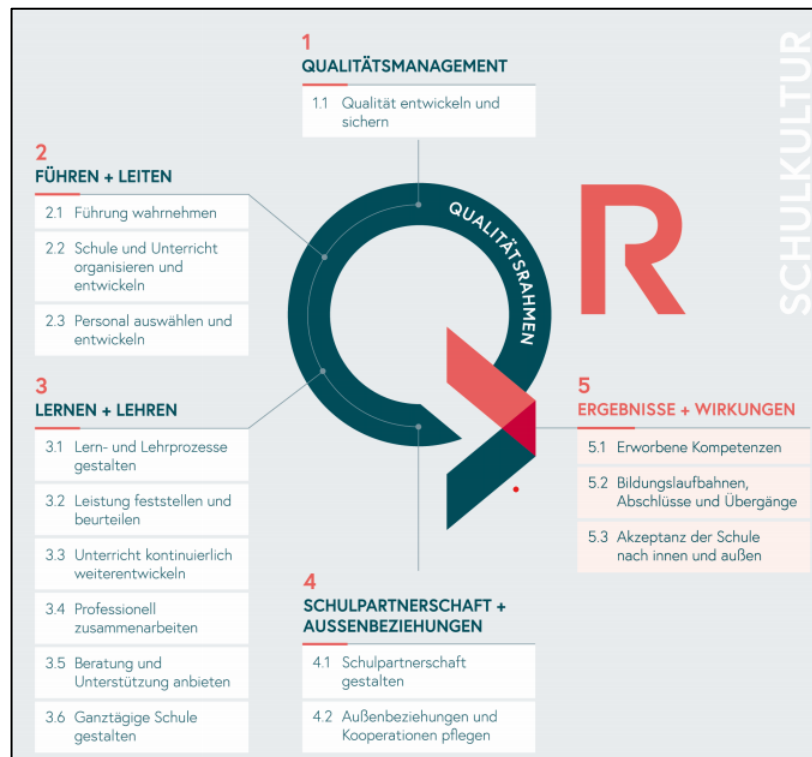 SCHULKULTUR
1
QUALITÄTSMANAGEMENT
1.1 Qualität entwickeln und
sichern
2
FÜHREN + LEITEN
2.1 Führung wahrnehmen
2.2 Schule und Unterricht
organisieren und
entwickeln
2.3 Personal auswählen und
entwickeln
QUALITÄTSRAHMEN
R
3
LERNEN + LEHREN
3.1 Lern- und Lehrprozesse
gestalten
3.2 Leistung feststellen und
beurteilen
3.3 Unterricht kontinuierlich
weiterentwickeln
3.4 Professionell
zusammenarbeiten
3.5 Beratung und
Unterstützung anbieten
3.6 Ganztägige Schule
gestalten
4
SCHULPARTNERSCHAFT +
AUSSENBEZIEHUNGEN
4.1 Schulpartnerschaft
gestalten
4.2 Außenbeziehungen und
Kooperationen pflegen
5
ERGEBNISSE + WIRKUNGEN
5.1 Erworbene Kompetenzen
5.2 Bildungslaufbahnen,
Abschlüsse und Übergänge
5.3 Akzeptanz der Schule
nach innen und außen